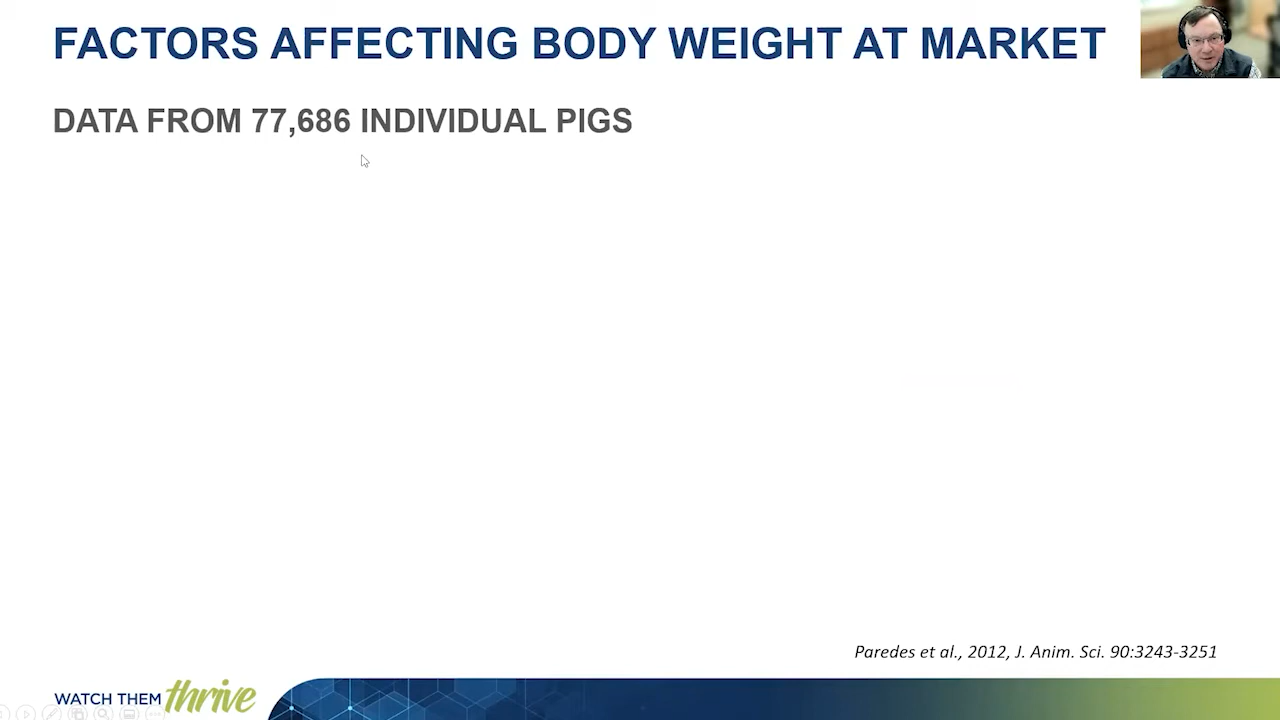 FACTORS AFFECTING BODY WEIGHT AT MARKET
DATA FROM 77,686 INDIVIDUAL PIGS
Paredes et al., 2012, J. Anim. Sci. 90:3243-3251
WATCH THEM thrive